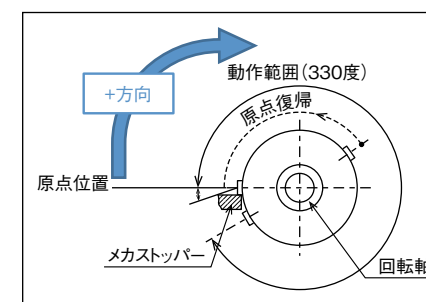 動作範囲（330度）
+方向
原点復帰
原点位置
メカストッパー
回転軸